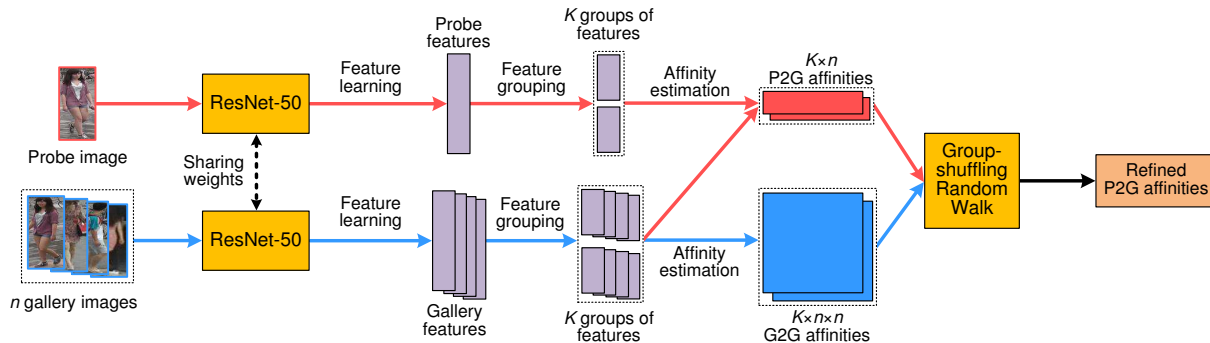 Probe image
ResNet-50
Sharing
weights
n gallery images
ResNet-50
Feature
learning
Feature
learning
Probe
features
Gallery
features
Feature
grouping
Feature
grouping
K groups of
features
K groups of
features
Affinity
estimation
Affinity
estimation
K×n
P2G affinities
K×n×n
G2G affinities
Group-
shuffling
Random
Walk
Refined
P2G affinities